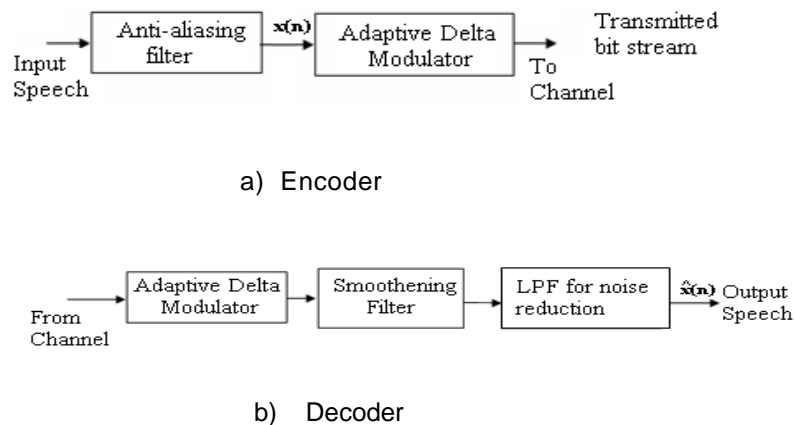 Input
Speech
Anti-aliasing
filter
x(n)
Adaptive Delta
Modulator
To
Channel
Transmitted
bit stream
a) Encoder
From
Channel
Adaptive Delta
Modulator
Smoothening
Filter
LPF for noise
reduction
x̂(n)
Output
Speech
b) Decoder